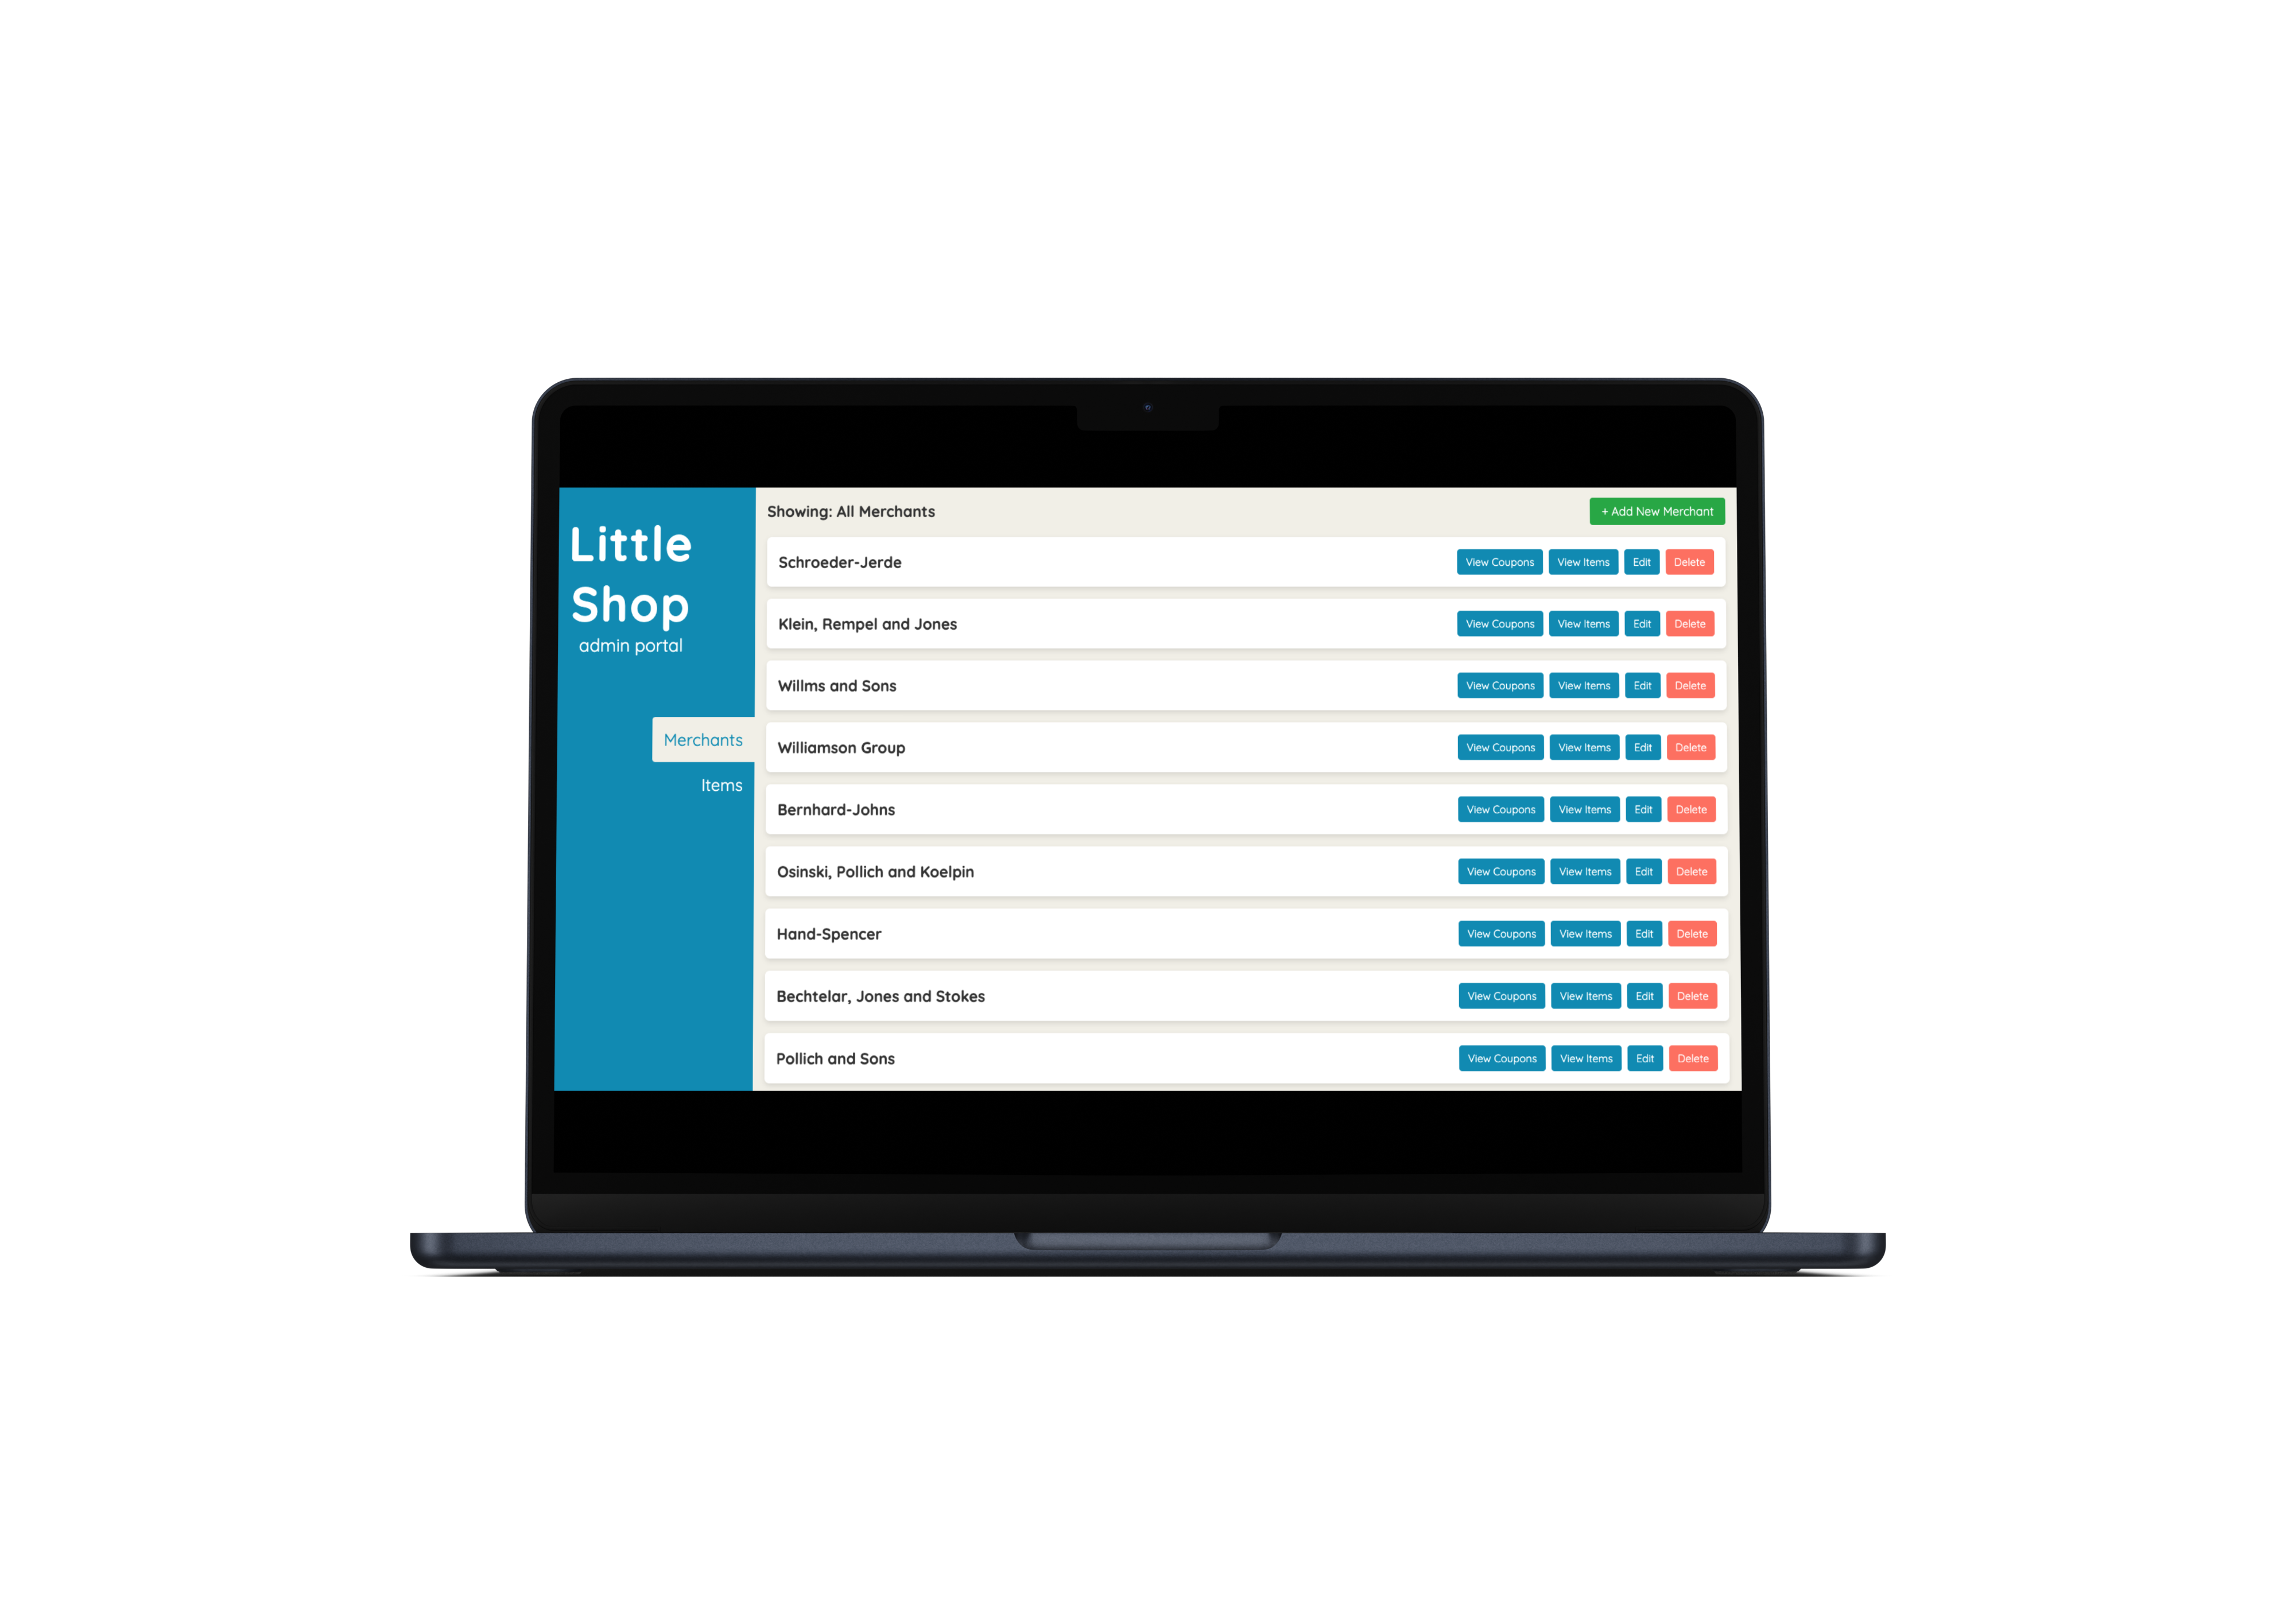 Little
Shop
admin portal
Merchants
Items
Showing: All Merchants
+ Add New Merchant
Schroeder-Jerde
View Coupons View Items Edit Delete
Klein, Rempel and Jones
View Coupons View Items Edit Delete
Willms and Sons
View Coupons View Items Edit Delete
Williamson Group
View Coupons View Items Edit Delete
Bernhard-Johns
View Coupons View Items Edit Delete
Osinski, Pollich and Koelpin
View Coupons View Items Edit Delete
Hand-Spencer
View Coupons View Items Edit Delete
Bechtelar, Jones and Stokes
View Coupons View Items Edit Delete
Pollich and Sons
View Coupons View Items Edit Delete